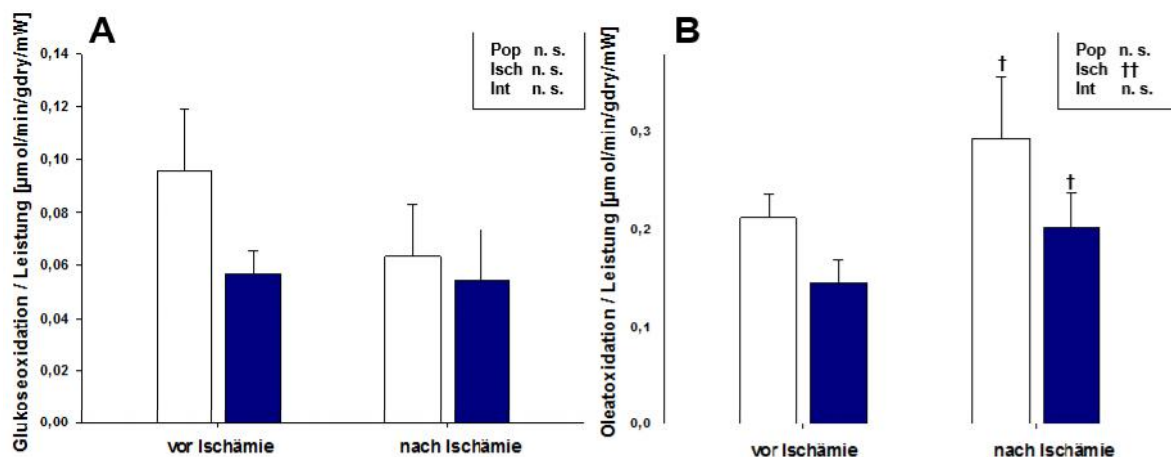 A
Glukoseoxidation / Leistung [µmol/min/gdry/mW]
Pop n. s.
Isch n. s.
Int n. s.
0,14
0,12
0,10
0,08
0,06
0,04
0,02
0,00
vor Ischämie
nach Ischämie
B
Oleatoxidation / Leistung [µmol/min/gdry/mW]
Pop n. s.
Isch ††
Int n. s.
†
†
0,3
0,2
0,1
0,0
vor Ischämie
nach Ischämie